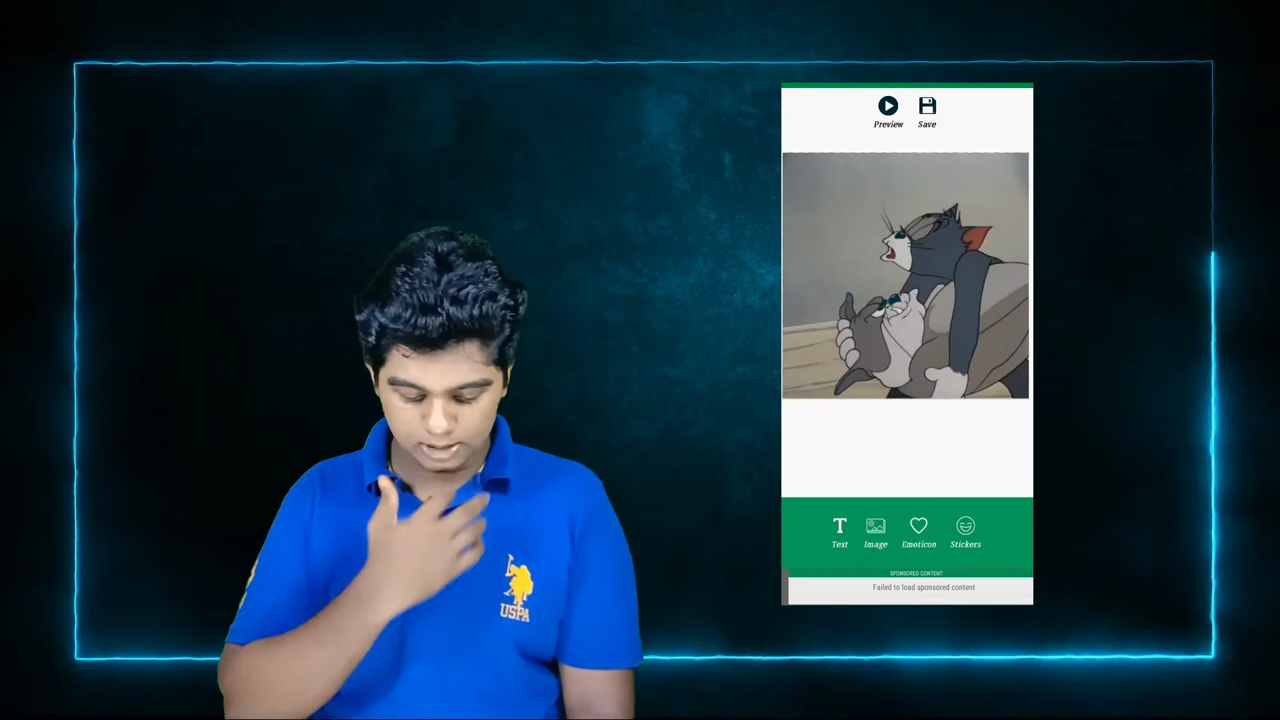 Preview Save
Text Image Emoticon Stickers
SPONSORED CONTENT
Failed to load sponsored content
USPA